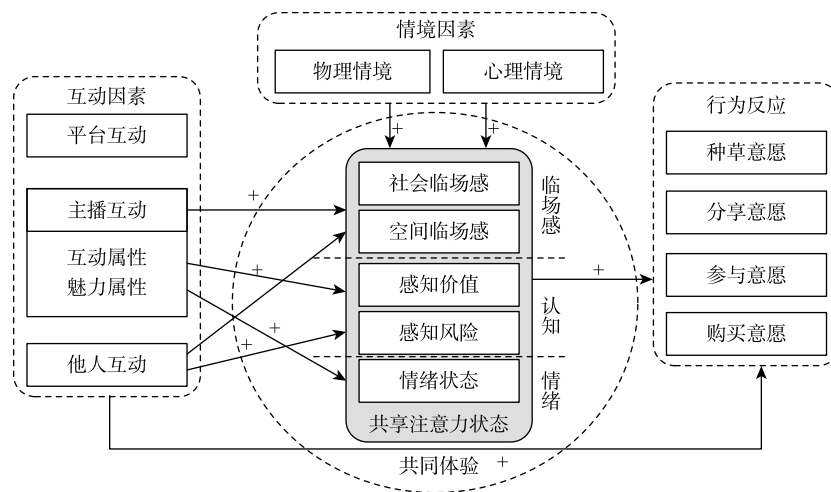 情境因素
物理情境
心理情境
+
+
互动因素
平台互动
主播互动
互动属性
魅力属性
他人互动
+
+
+
+
社会临场感
空间临场感
感知价值
感知风险
情绪状态
共享注意力状态
临场感
认知
情绪
+
行为反应
种草意愿
分享意愿
参与意愿
购买意愿
共同体验
+